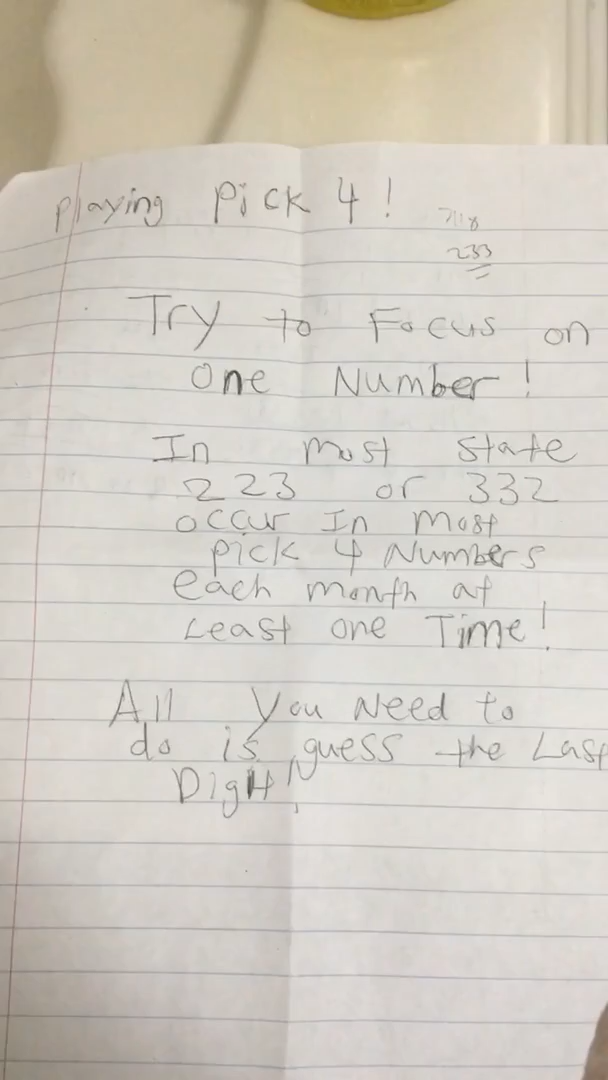 playing pick 4!
233
Try to Focus on
One Number!
In most state
223 or 332
occur In most
pick 4 Numbers
each month at
Least one Time!
All You Need to
do is guess the Last
Digit!